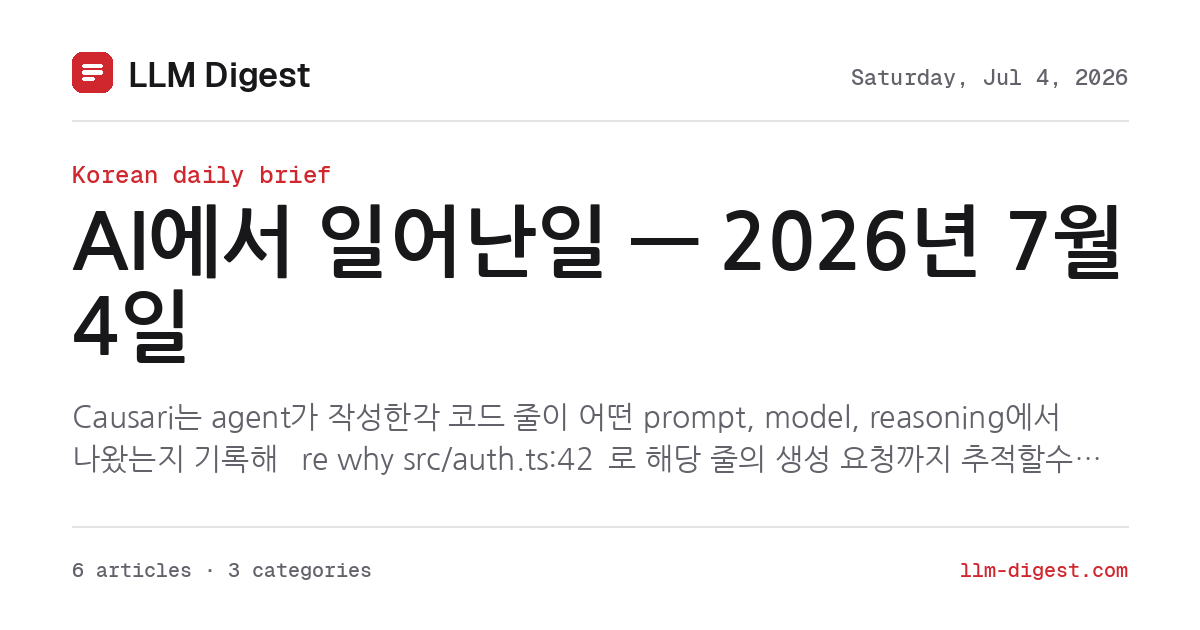 LLM Digest
Saturday, Jul 4, 2026
Korean daily brief
AI에서 일어난일 — 2026년 7월
4일
Causari는 agent가 작성한각 코드 줄이 어떤 prompt, model, reasoning에서
나왔는지 기록해 re why src/auth.ts:42 로 해당 줄의 생성 요청까지 추적할수…
6 articles · 3 categories
llm-digest.com